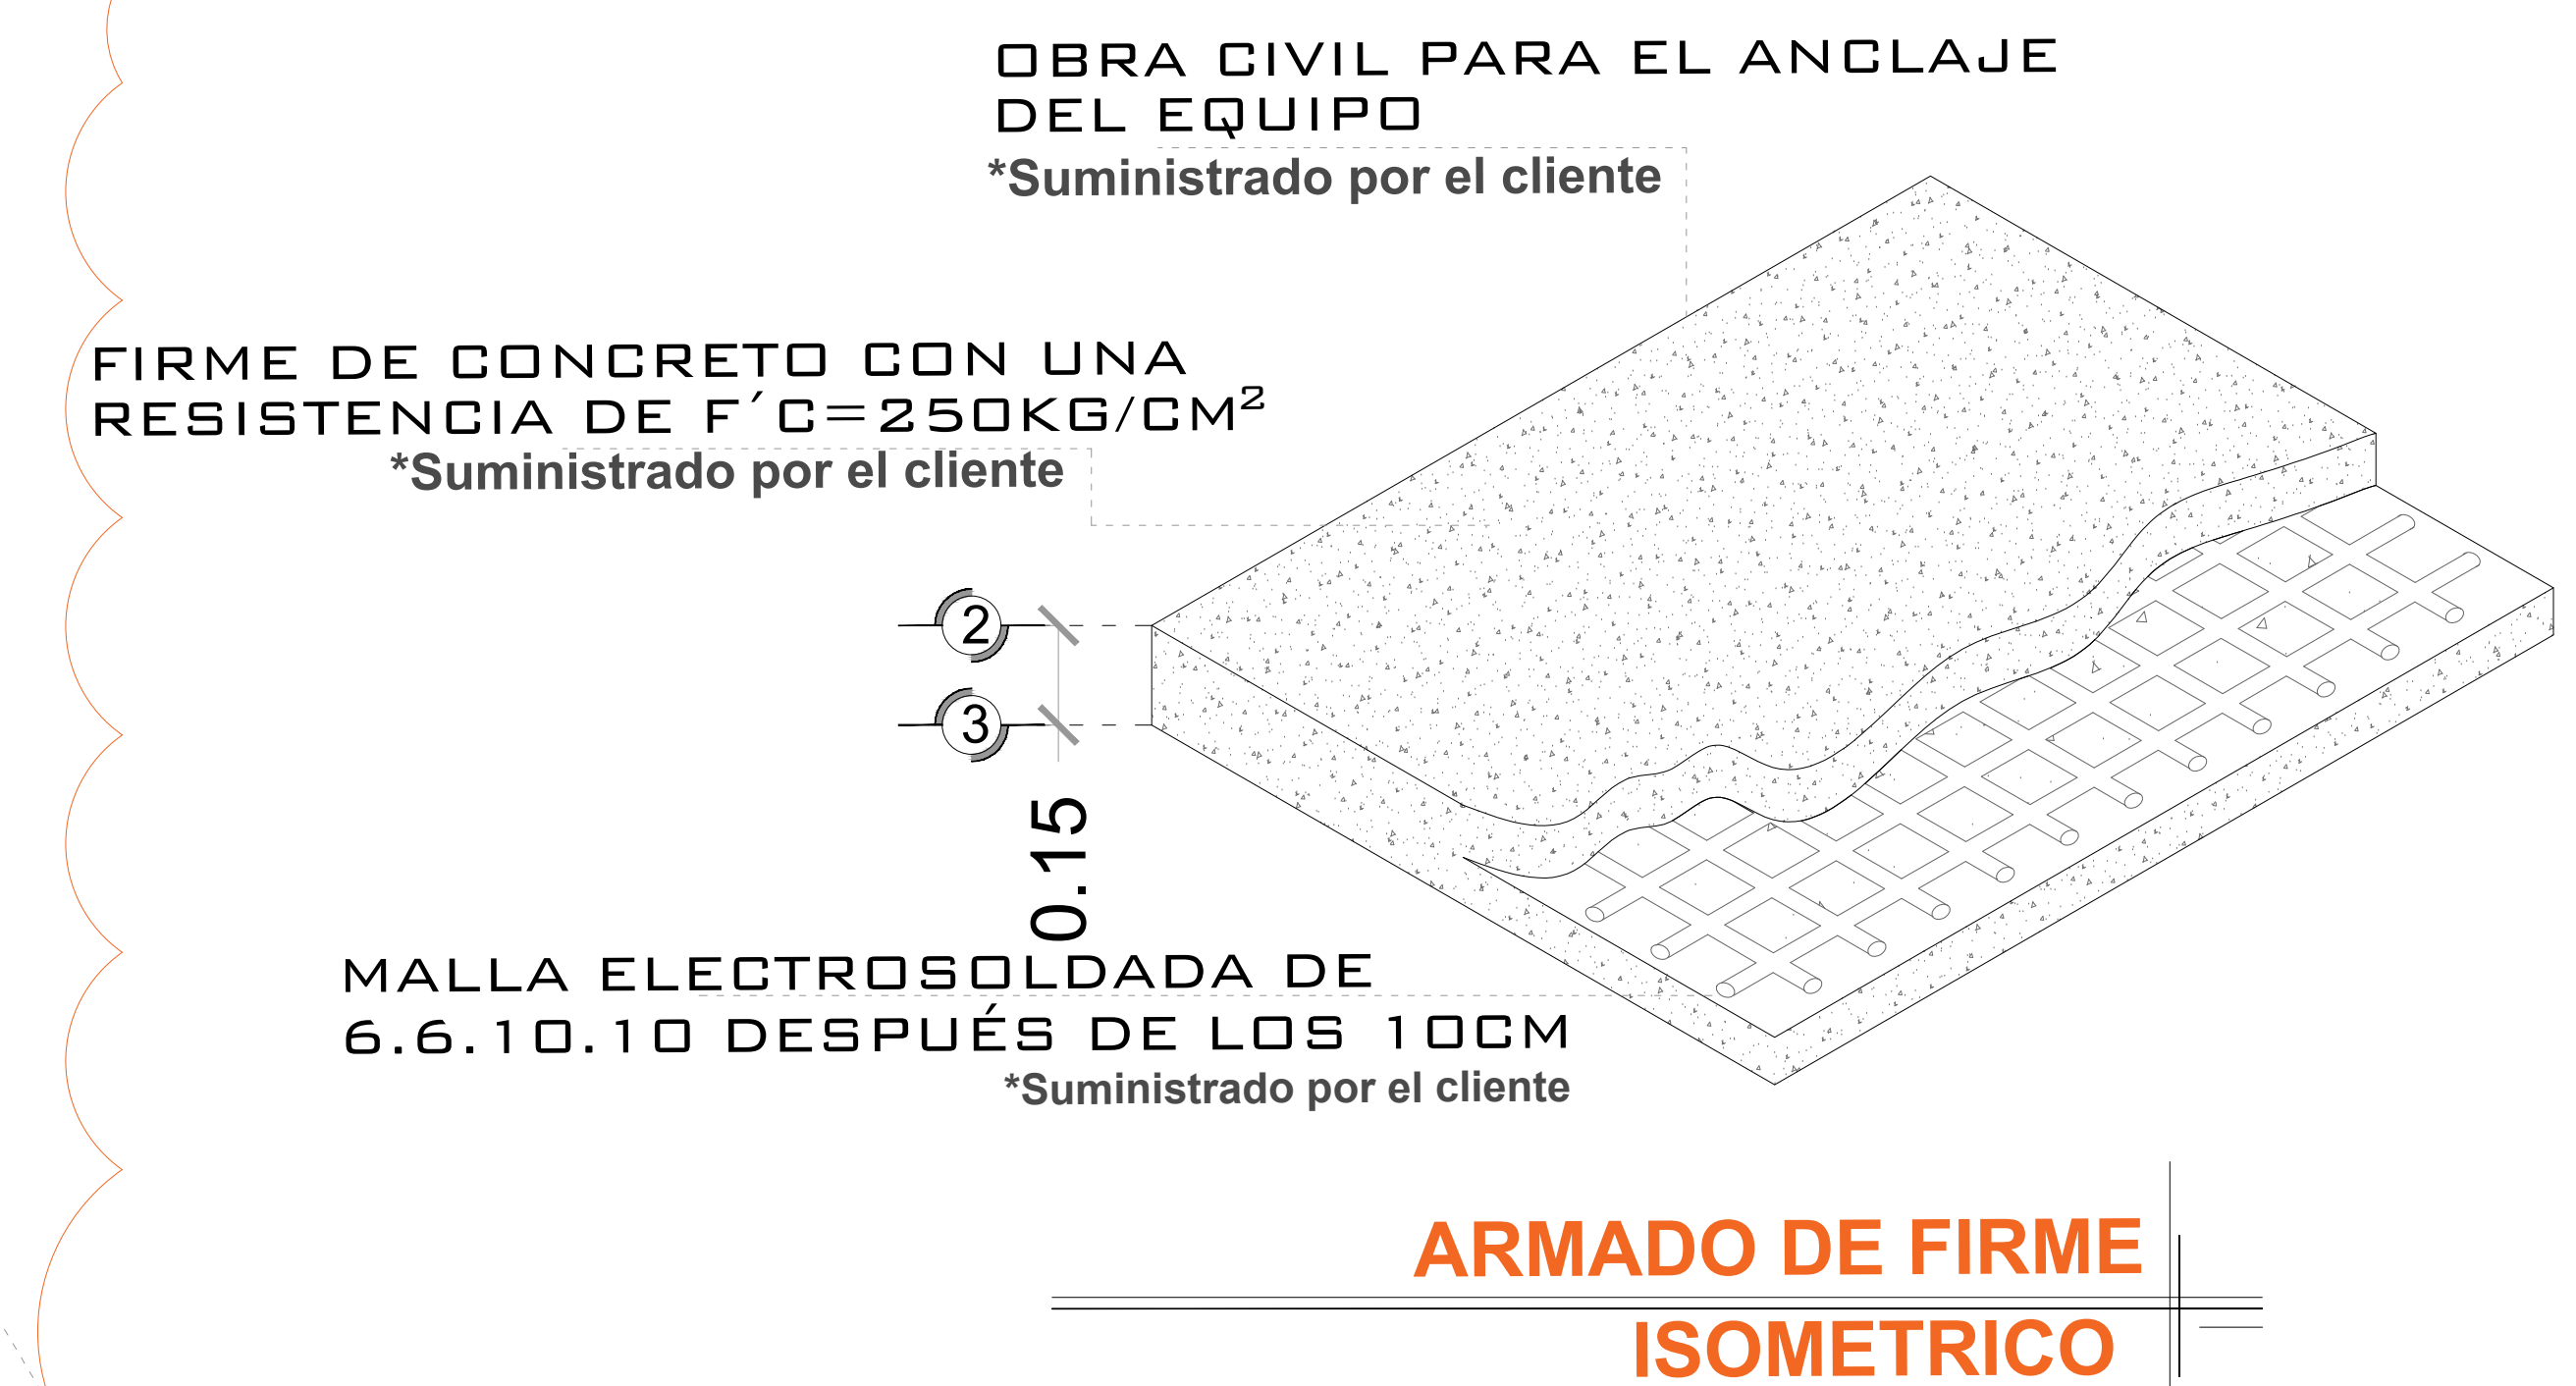 OBRA CIVIL PARA EL ANCLAJE
DEL EQUIPO
*Suministrado por el cliente
FIRME DE CONCRETO CON UNA
RESISTENCIA DE F´C=250KG/CM²
*Suministrado por el cliente
2
3
0.15
MALLA ELECTROSOLDADA DE
6.6.10.10 DESPUÉS DE LOS 10CM
*Suministrado por el cliente
ARMADO DE FIRME
ISOMETRICO